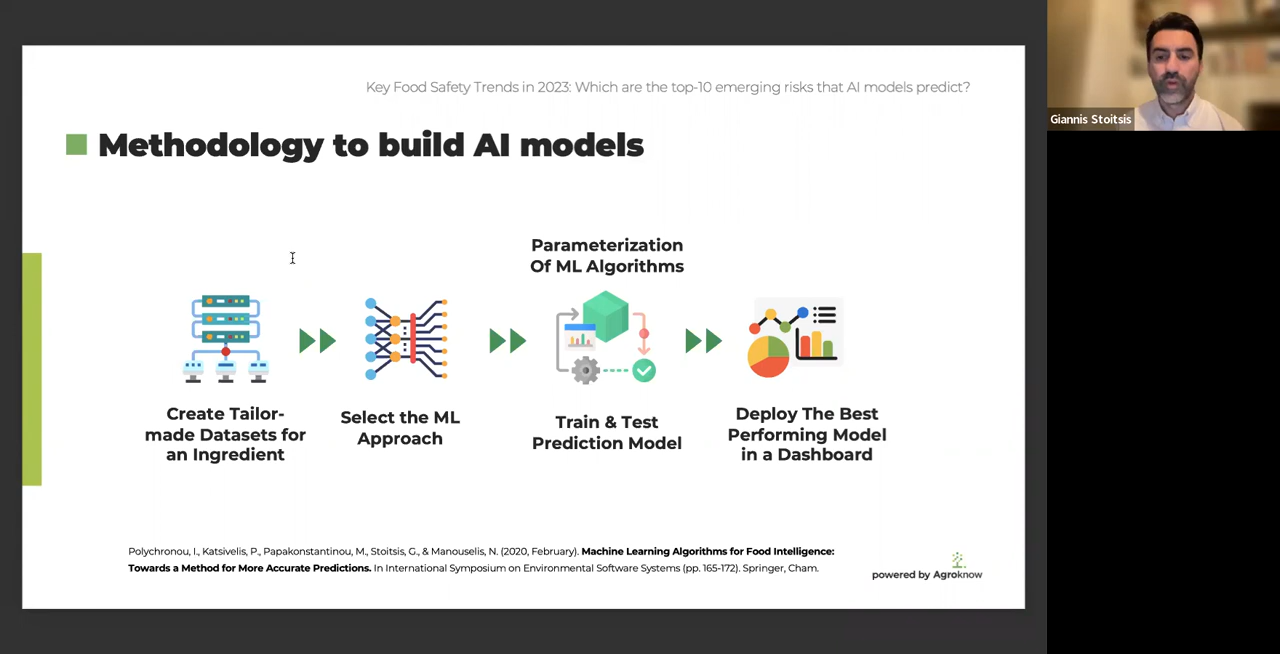 Key Food Safety Trends in 2023: Which are the top-10 emerging risks that AI models predict?
Giannis Stoitsis
Methodology to build AI models
Parameterization
Of ML Algorithms
Create Tailor-
made Datasets for
an Ingredient
Select the ML
Approach
Train & Test
Prediction Model
Deploy The Best
Performing Model
in a Dashboard
Polychronou, I., Katsivelis, P., Papakonstantinou, M., Stoitsis, G., & Manouselis, N. (2020, February). Machine Learning Algorithms for Food Intelligence:
Towards a Method for More Accurate Predictions. In International Symposium on Environmental Software Systems (pp. 165-172). Springer, Cham.
powered by Agroknow